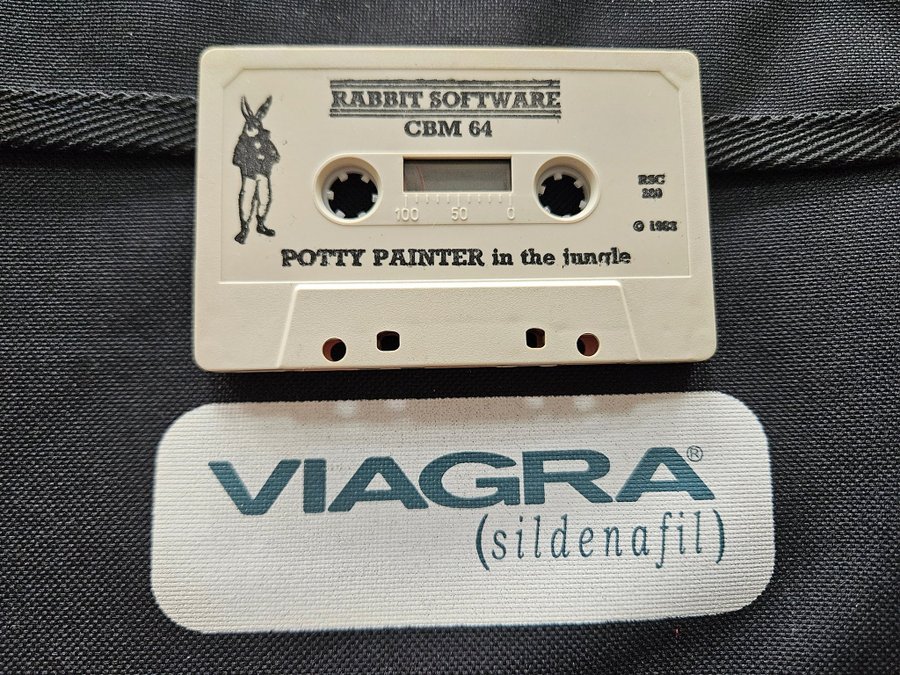 RABBIT SOFTWARE
CBM 64
100 50 0
RSC
© 1983
POTTY PAINTER in the jungle
VIAGRA®
(sildenafil)